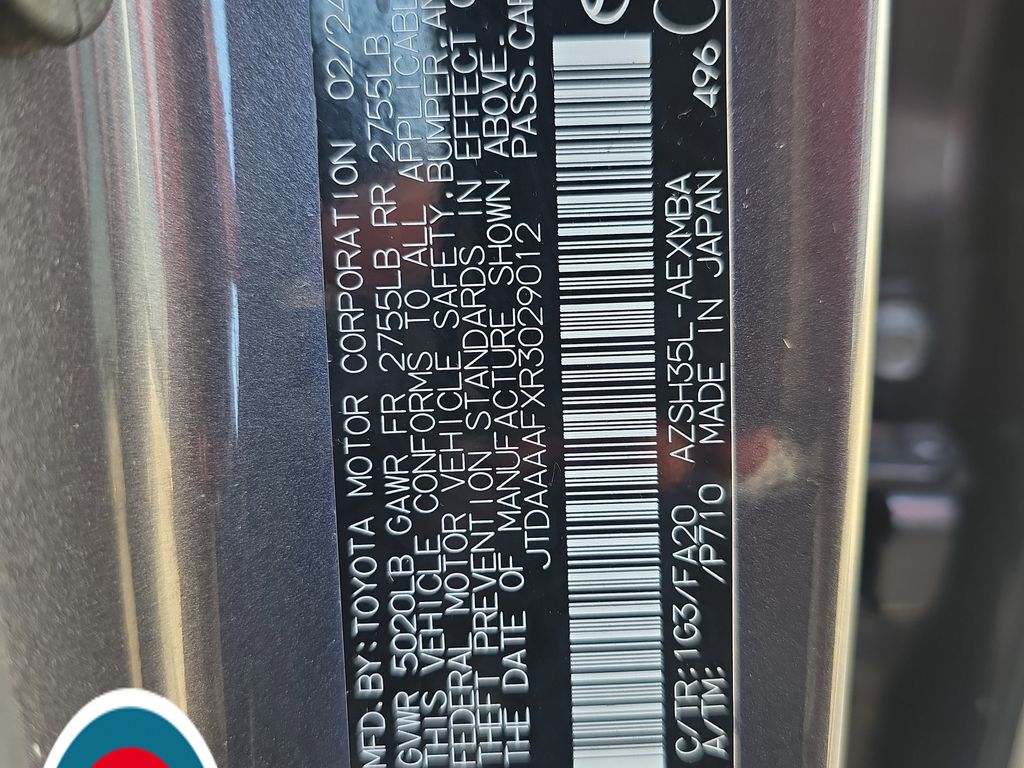 MFD.BY:TOYOTA MOTOR CORPORATION 02/24
GVWR 5020LB GAWR FR 2755LB RR 2755LB
THIS VEHICLE CONFORMS TO ALL APPLICABLE
FEDERAL MOTOR VEHICLE SAFETY, BUMPER, AND
THEFT PREVENTION STANDARDS IN EFFECT
THE DATE OF MANUFACTURE SHOWN ABOVE.
JTDAAAAFXR3029012 PASS.CAR
C/TR:1G3/FA20 AZSH35L-AEXMBA
A/TM: /P710 MADE IN JAPAN 496